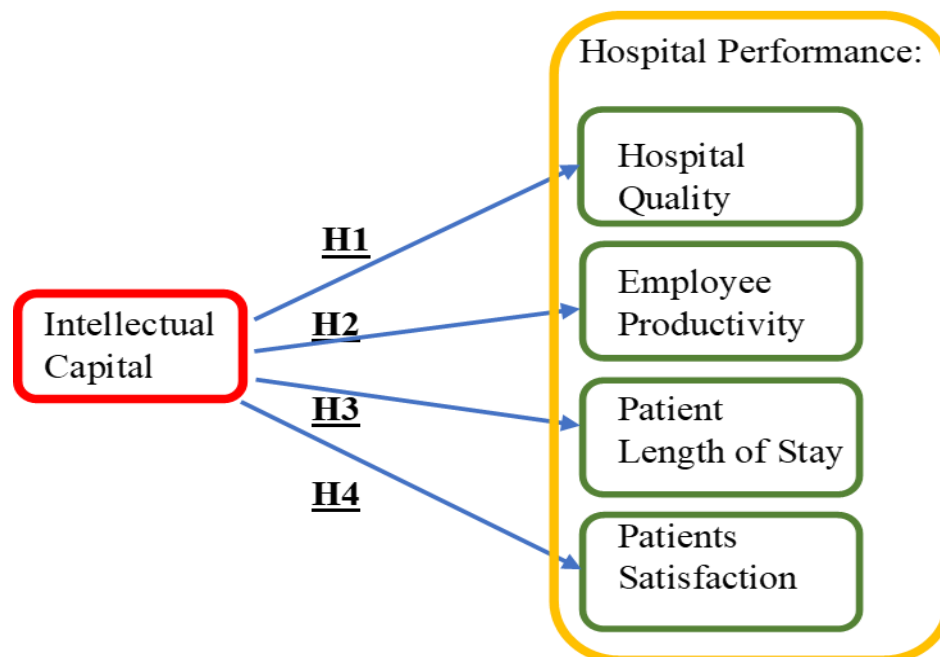 Hospital Performance:
Hospital
Quality
H1
Employee
Productivity
Intellectual
Capital
H2
Patient
Length of Stay
H3
H4
Patients
Satisfaction